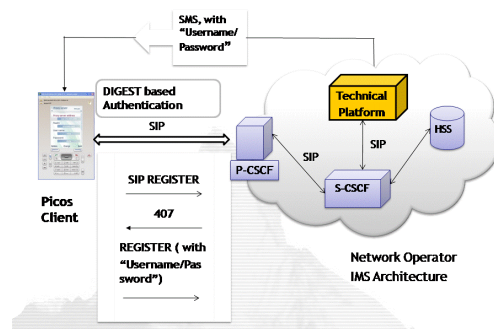 SMS, with
“Username/
Password”
DIGEST based
Authentication
SIP
Technical
Platform
HSS
SIP
SIP
P-CSCF
S-CSCF
Picos
Client
SIP REGISTER
407
REGISTER ( with
“Username/Pas
sword”)
Network Operator
IMS Architecture